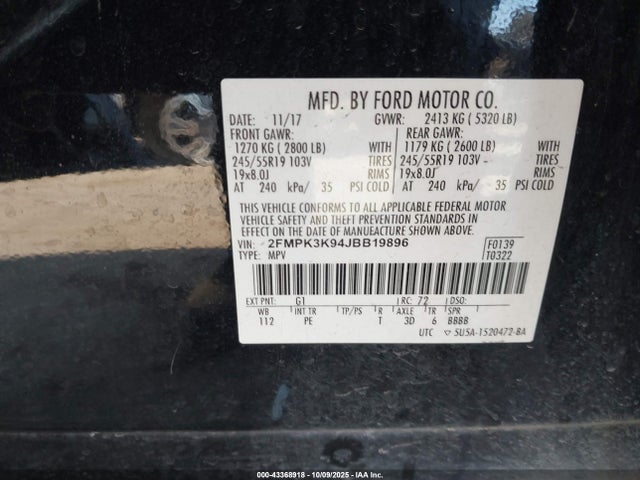 MFD. BY FORD MOTOR CO.
DATE: 11/17 GVWR: 2413 KG ( 5320 LB)
FRONT GAWR: REAR GAWR:
1270 KG ( 2800 LB) WITH 1179 KG ( 2600 LB) WITH
245/55R19 103V TIRES 245/55R19 103V - TIRES
19x8.0J RIMS 19x8.0J RIMS
AT 240 kPa/ 35 PSI COLD AT 240 kPa/ 35 PSI COLD
THIS VEHICLE CONFORMS TO ALL APPLICABLE FEDERAL MOTOR
VEHICLE SAFETY AND THEFT PREVENTION STANDARDS IN
EFFECT ON THE DATE OF MANUFACTURE SHOWN ABOVE.
VIN: 2FMPK3K94JBB19896 F0139
TYPE: MPV T0322
EXT PNT: G1 RC: 72 DSO:
WB INT TR TP/PS R AXLE TR SPR
112 PE T 3D 6 BBBB
UTC 5U5A-1520472-BA
000-43368918 - 10/09/2025 - IAA Inc.